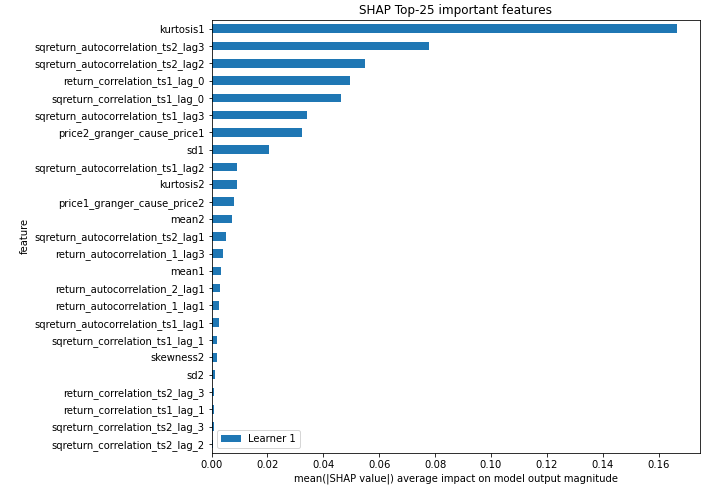 SHAP Top-25 important features
kurtosis1
sqreturn_autocorrelation_ts2_lag3
sqreturn_autocorrelation_ts2_lag2
return_correlation_ts1_lag_0
sqreturn_correlation_ts1_lag_0
sqreturn_autocorrelation_ts1_lag3
price2_granger_cause_price1
sd1
sqreturn_autocorrelation_ts1_lag2
kurtosis2
price1_granger_cause_price2
mean2
sqreturn_autocorrelation_ts2_lag1
return_autocorrelation_1_lag3
mean1
return_autocorrelation_2_lag1
return_autocorrelation_1_lag1
sqreturn_autocorrelation_ts1_lag1
sqreturn_correlation_ts1_lag_1
skewness2
sd2
return_correlation_ts2_lag_3
return_correlation_ts1_lag_1
sqreturn_correlation_ts2_lag_3
sqreturn_correlation_ts2_lag_2
feature
Learner 1
0.00 0.02 0.04 0.06 0.08 0.10 0.12 0.14 0.16
mean(|SHAP value|) average impact on model output magnitude